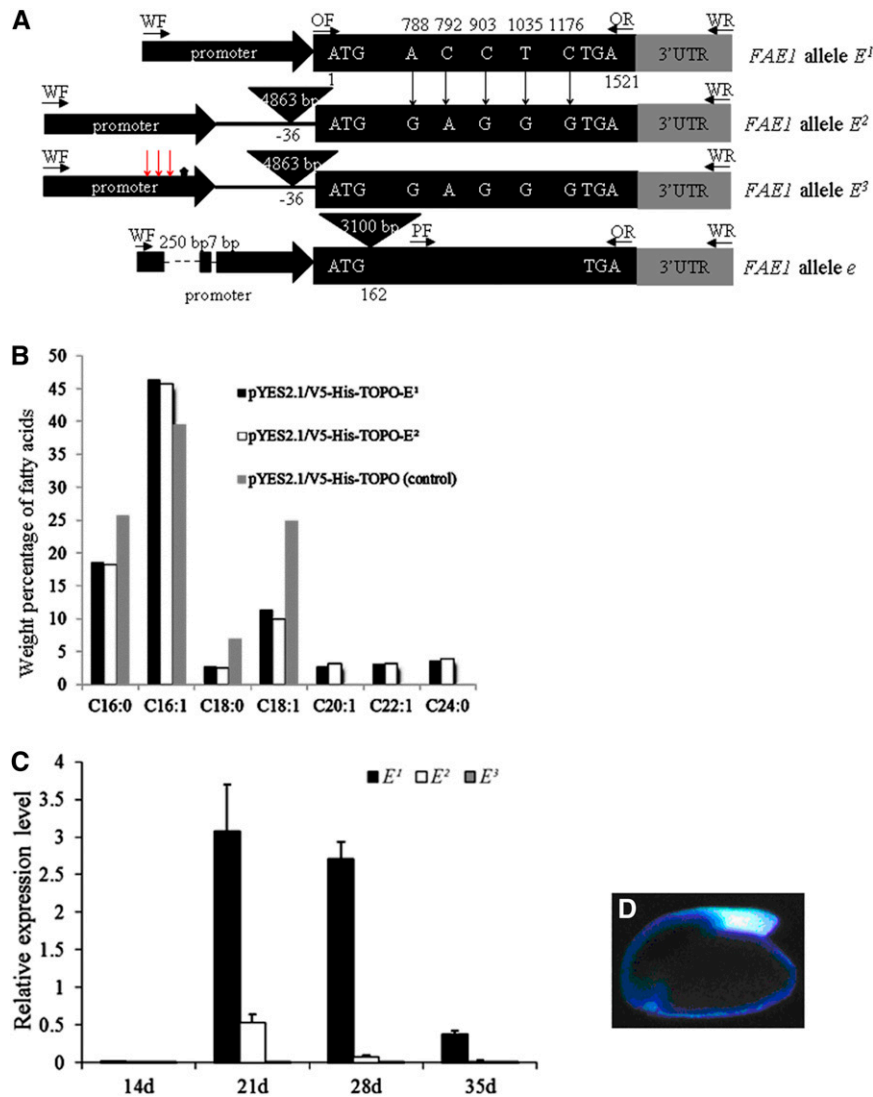 A
WF
promoter
OF
788 792 903 1035 1176
OR
WR
ATG A C C T C TGA
3'UTR
FAE1 allele E¹
1
1521
WF
promoter
4863 bp
-36
ATG G A G G G TGA
3'UTR
WR
FAE1 allele E²
WF
promoter
4863 bp
-36
ATG G A G G G TGA
3'UTR
WR
FAE1 allele E³
WF
250 bp 7 bp
promoter
3100 bp
PF
OR
WR
ATG
TGA
3'UTR
FAE1 allele e
162
B
Weight percentage of fatty acids
50
45
40
35
30
25
20
15
10
5
0
pYES2.1/V5-His-TOPO-E¹
pYES2.1/V5-His-TOPO-E²
pYES2.1/V5-His-TOPO (control)
C16:0 C16:1 C18:0 C18:1 C20:1 C22:1 C24:0
C
Relative expression level
4
3.5
3
2.5
2
1.5
1
0.5
0
E¹ E² E³
14d 21d 28d 35d
D